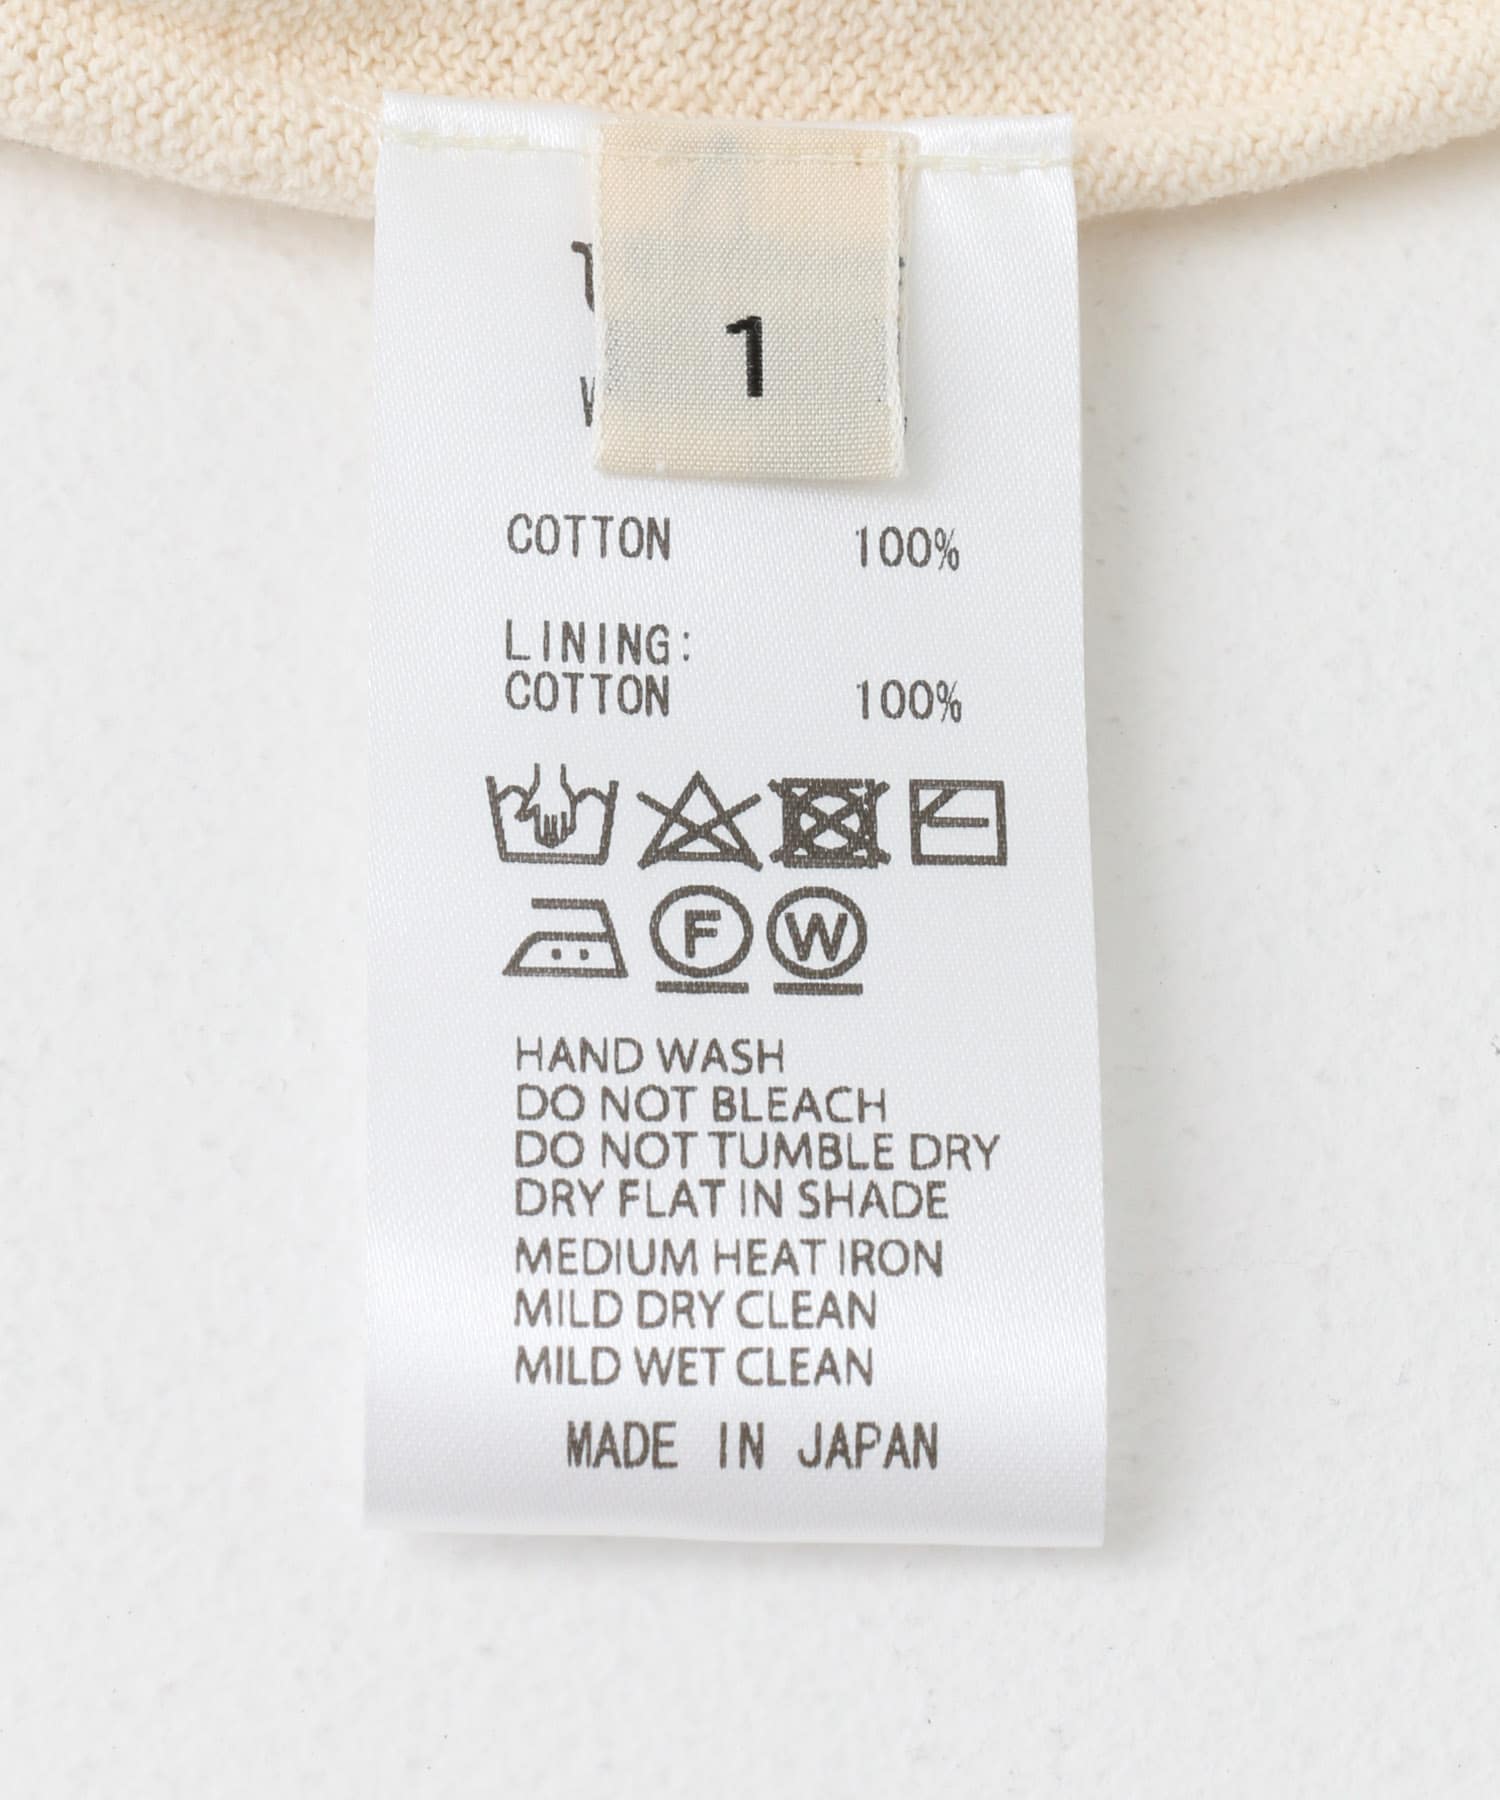 1
COTTON 100%
LINING:
COTTON 100%
F W
HAND WASH
DO NOT BLEACH
DO NOT TUMBLE DRY
DRY FLAT IN SHADE
MEDIUM HEAT IRON
MILD DRY CLEAN
MILD WET CLEAN
MADE IN JAPAN